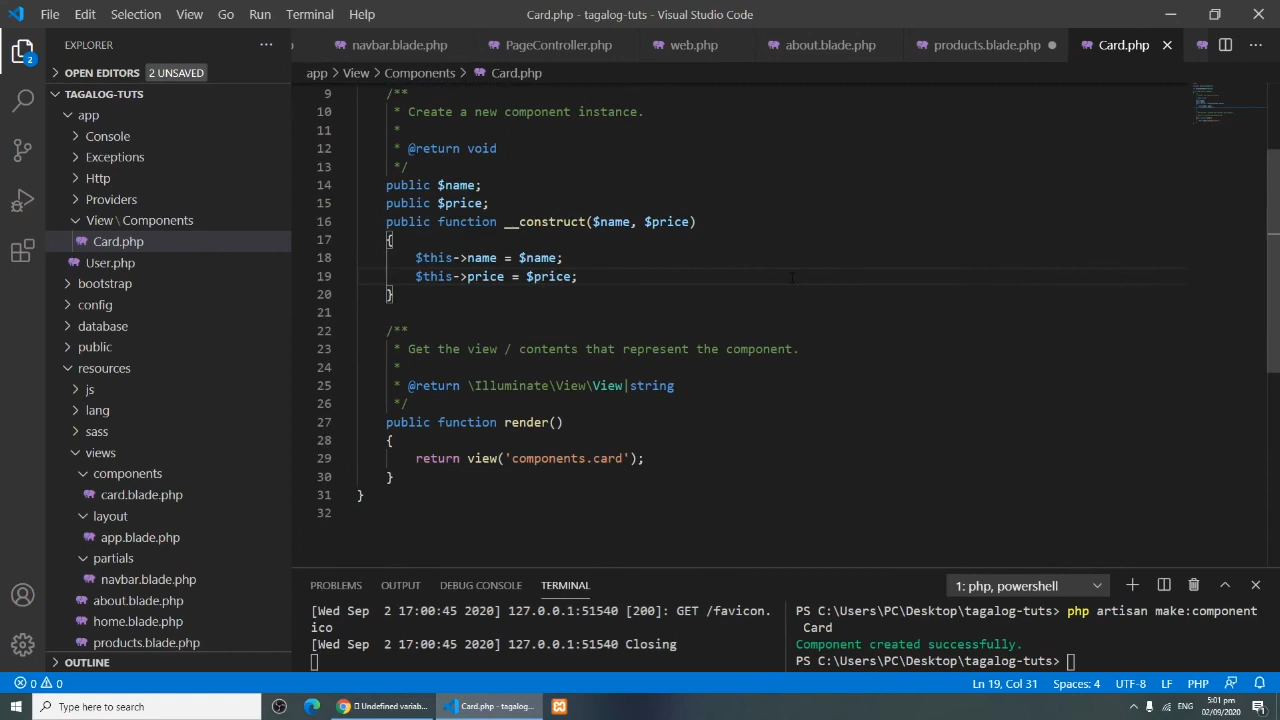 File Edit Selection View Go Run Terminal Help
Card.php - tagalog-tuts - Visual Studio Code
EXPLORER
navbar.blade.php PageController.php web.php about.blade.php products.blade.php Card.php
OPEN EDITORS 2 UNSAVED
app > View > Components > Card.php
TAGALOG-TUTS
app
Console
Exceptions
Http
Providers
View \ Components
Card.php
User.php
bootstrap
config
database
public
resources
js
lang
sass
views
components
card.blade.php
layout
app.blade.php
partials
navbar.blade.php
about.blade.php
home.blade.php
products.blade.php
OUTLINE
2
9 /**
10 * Create a new component instance.
11 *
12 * @return void
13 */
14 public $name;
15 public $price;
16 public function __construct($name, $price)
17 {
18 $this->name = $name;
19 $this->price = $price;
20 }
21
22 /**
23 * Get the view / contents that represent the component.
24 *
25 * @return \Illuminate\View\View|string
26 */
27 public function render()
28 {
29 return view('components.card');
30 }
31 }
32
PROBLEMS OUTPUT DEBUG CONSOLE TERMINAL
1: php, powershell
[Wed Sep 2 17:00:45 2020] 127.0.0.1:51540 [200]: GET /favicon.
ico
[Wed Sep 2 17:00:45 2020] 127.0.0.1:51540 Closing
PS C:\Users\PC\Desktop\tagalog-tuts> php artisan make:component
Card
Component created successfully.
PS C:\Users\PC\Desktop\tagalog-tuts>
0 0
Ln 19, Col 31 Spaces: 4 UTF-8 LF PHP
Type here to search
Undefined variab...
Card.php - tagalog...
ENG
5:01 pm
02/09/2020
1